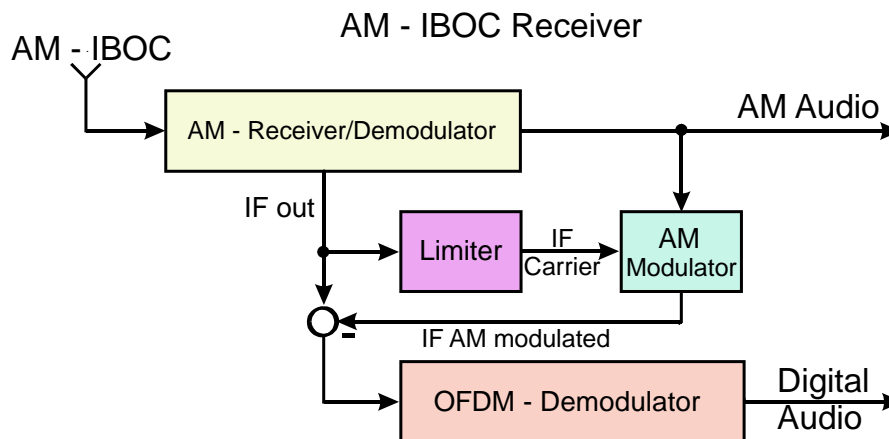 AM - IBOC Receiver
AM - IBOC
AM - Receiver/Demodulator
AM Audio
IF out
Limiter
IF
Carrier
AM
Modulator
-
IF AM modulated
OFDM - Demodulator
Digital
Audio